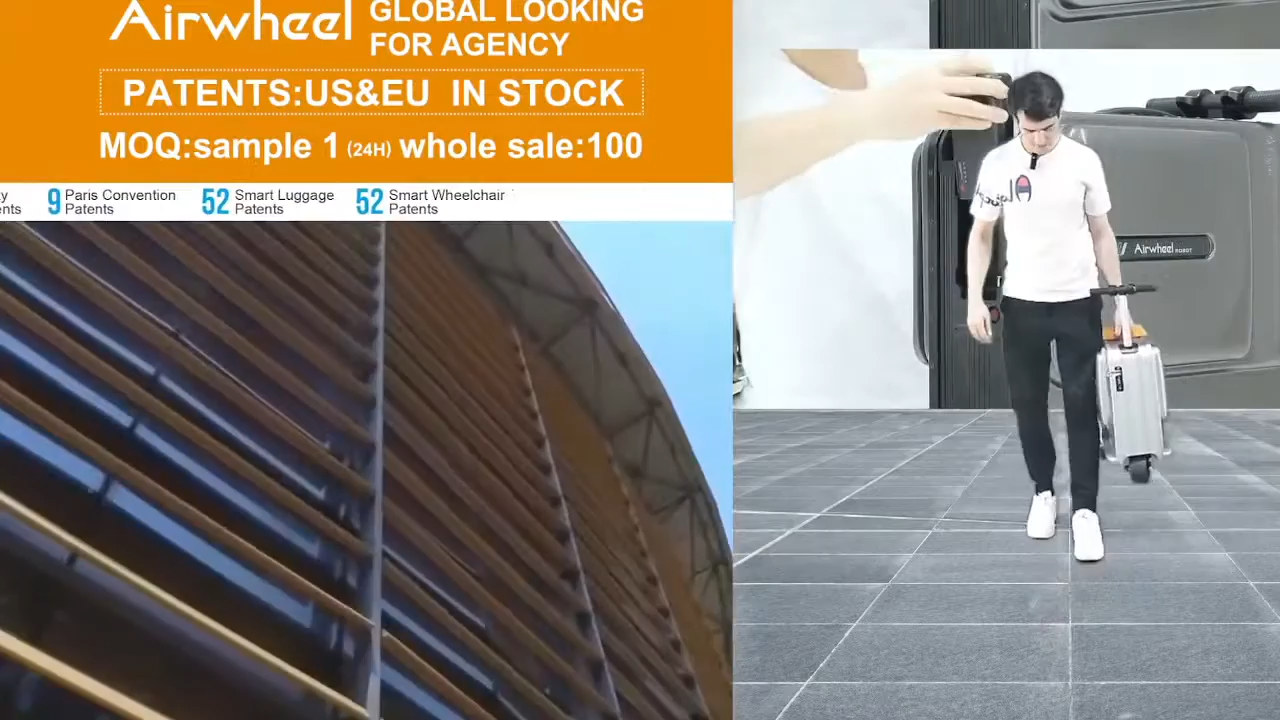 Airwheel
GLOBAL LOOKING
FOR AGENCY
PATENTS:US&EU IN STOCK
MOQ:sample 1 (24H) whole sale:100
9 Paris Convention
Patents
52 Smart Luggage
Patents
52 Smart Wheelchair
Patents
Airwheel ROBOT